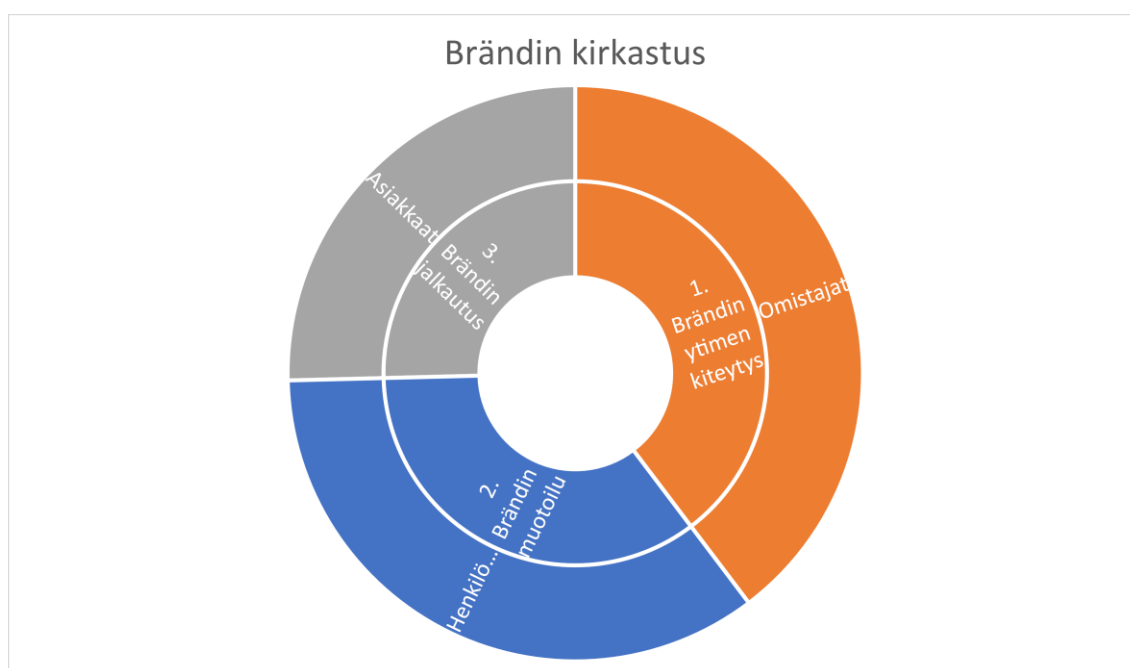 Brändin kirkastus
1.
Brändin
ytimen
kiteytys
Omistajat
2.
Brändin
muotoilu
Henkilö...
3.
Brändin
jalkautus
Asiakkaat